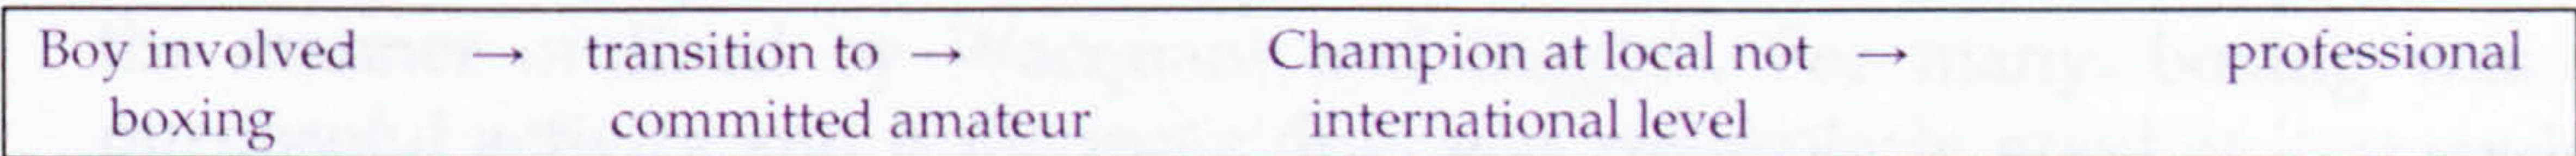 Boy involved → transition to → Champion at local not → professional
boxing committed amateur international level